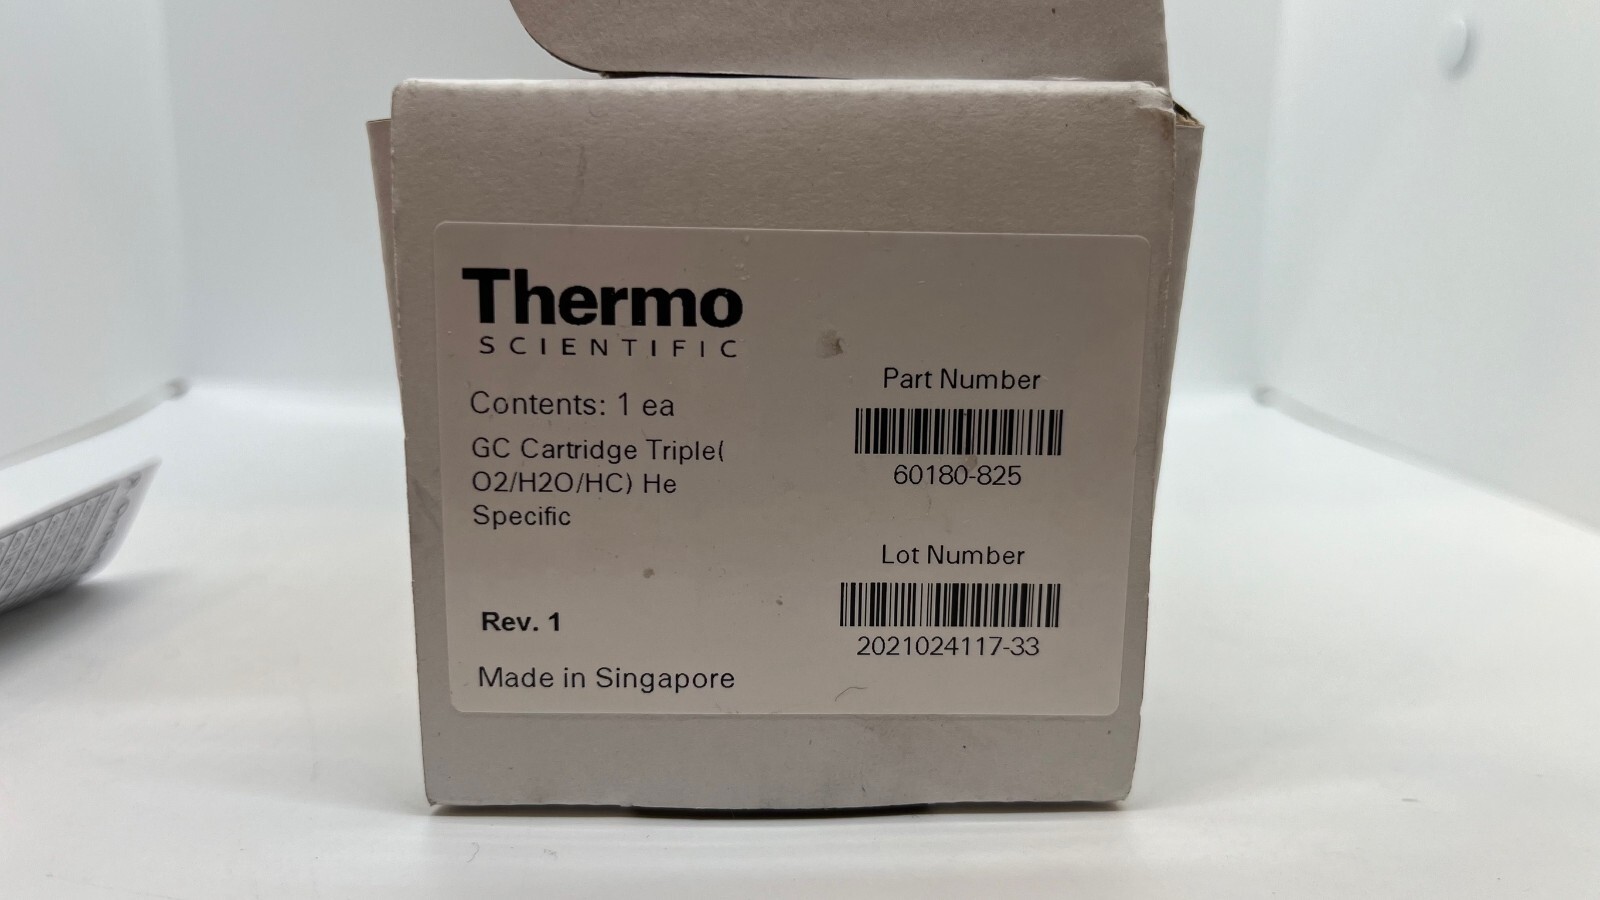 Thermo
SCIENTIFIC
Contents: 1 ea
GC Cartridge Triple(
O2/H2O/HC) He
Specific
Rev. 1
Made in Singapore
Part Number
60180-825
Lot Number
2021024117-33